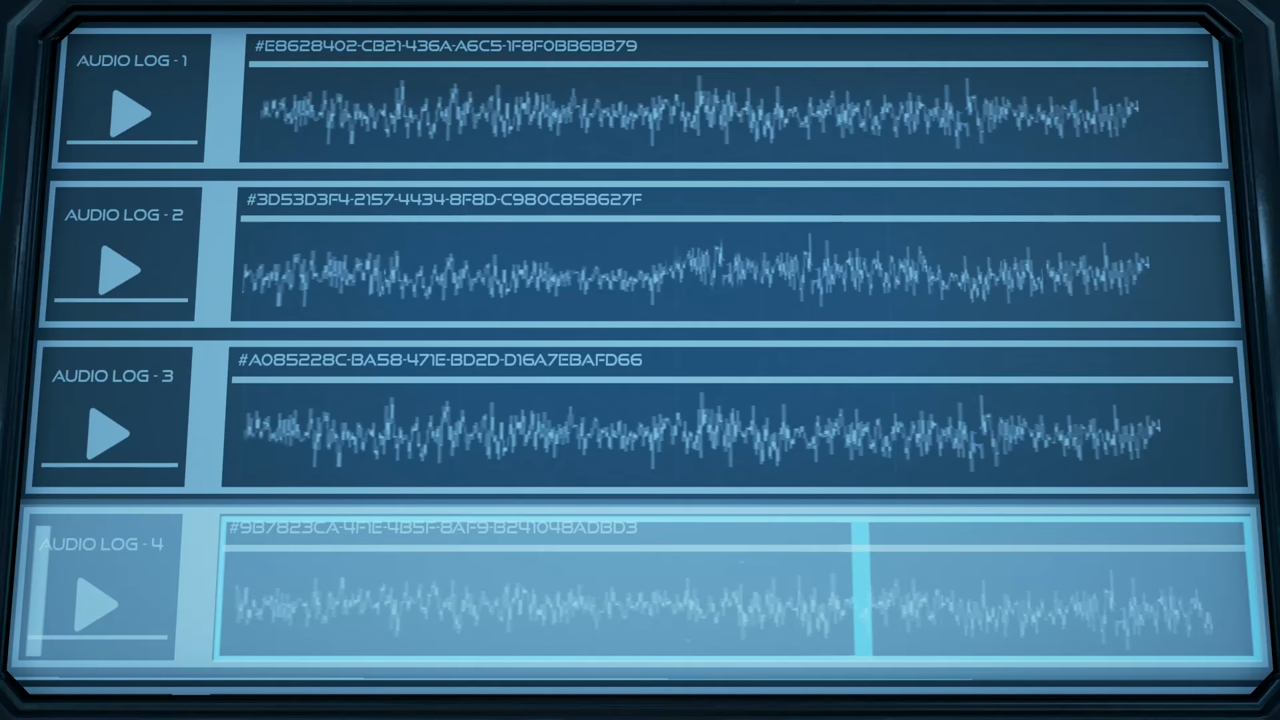 AUDIO LOG - 1
#E8628402-CB21-436A-A6C5-1F8F0BB6BB79
AUDIO LOG - 2
#3D53D3F4-2157-4434-8F8D-C980C858627F
AUDIO LOG - 3
#A085228C-BA58-471E-BD2D-D16A7EBAFD66
AUDIO LOG - 4
#9B7823CA-4F1E-4B5F-8AF9-B241048ADBD3